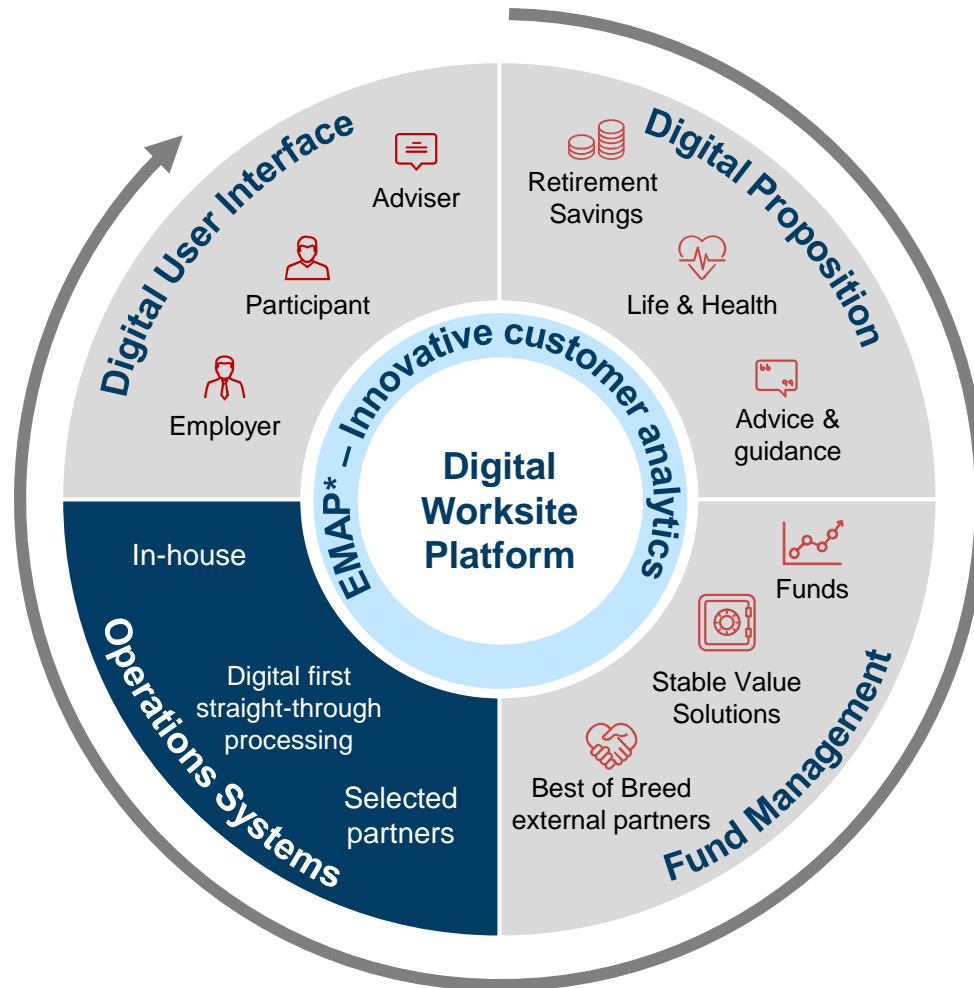 Digital User Interface
Adviser
Participant
Employer
Digital Proposition
Retirement
Savings
Life & Health
Advice &
guidance
EMAP* – Innovative customer analytics
Digital
Worksite
Platform
Funds
Stable Value
Solutions
Best of Breed
external partners
Fund Management
In-house
Digital first
straight-through
processing
Selected
partners
Operations Systems